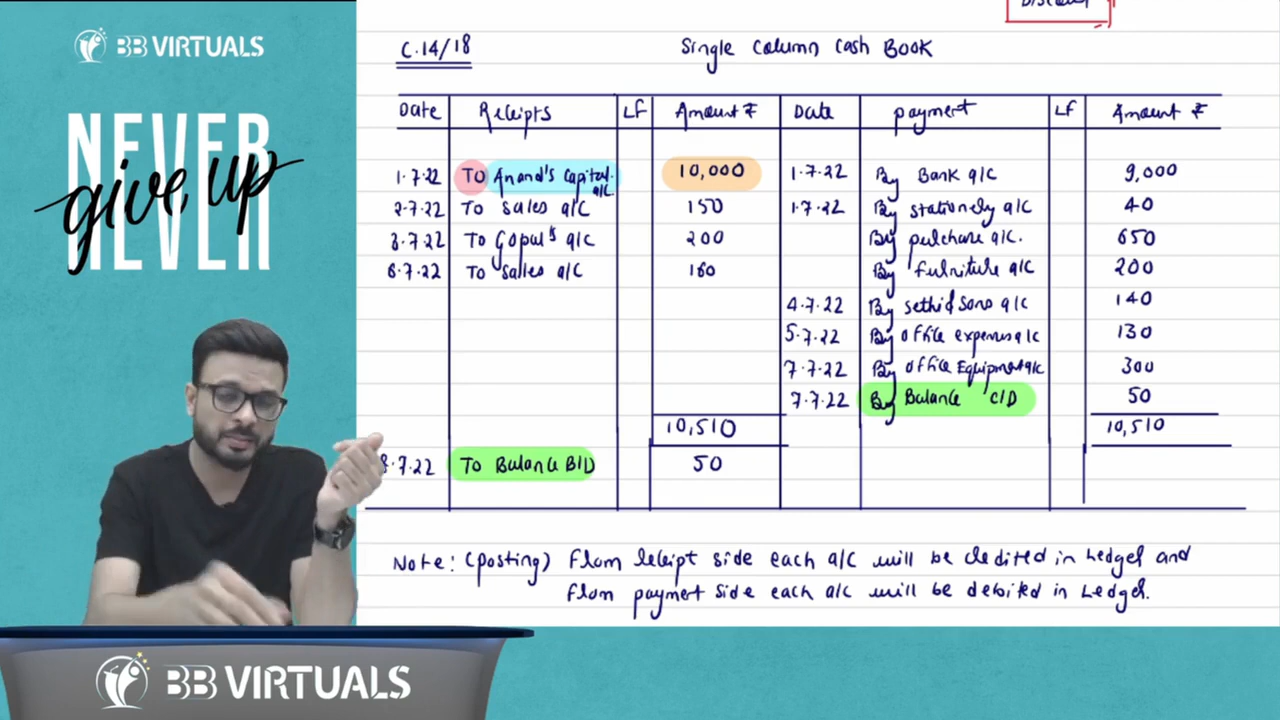 BB VIRTUALS
NEVER
give up
NEVER
C.14/18
Single Column Cash Book
Date Receipts LF Amount ₹ Date payment LF Amount ₹
1.7.22 TO Anand's Capital a/c. 10,000 1.7.22 By Bank a/c 9,000
2.7.22 TO sales a/c 150 1.7.22 By stationery a/c 40
3.7.22 TO Gopal's a/c 200 By purchase a/c. 650
6.7.22 TO sales a/c 160 By furniture a/c 200
4.7.22 By sethi & sons a/c 140
5.7.22 By office expenses a/c 130
7.7.22 By office Equipment a/c 300
7.7.22 By Balance C/D 50
10,510 10,510
8.7.22 TO Balance B/D 50
Note: (posting) From receipt side each a/c will be credited in Ledger and
from payment side each a/c will be debited in Ledger.
BB VIRTUALS